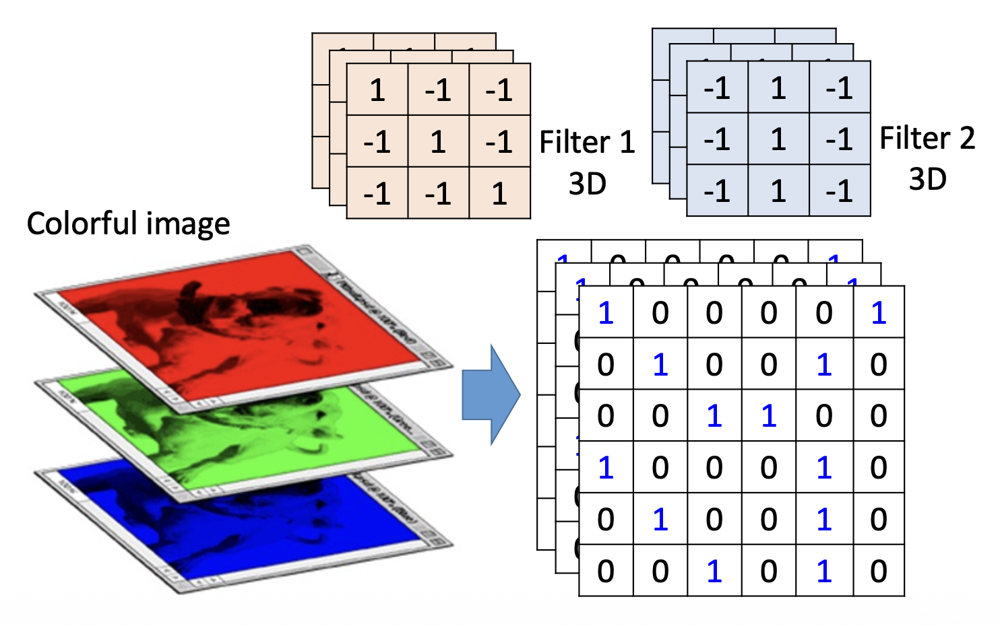 1 -1 -1
-1 1 -1
-1 -1 1
Filter 1
3D
-1 1 -1
-1 1 -1
-1 1 -1
Filter 2
3D
Colorful image
1 0 0 0 0 1
0 1 0 0 1 0
0 0 1 1 0 0
1 0 0 0 1 0
0 1 0 0 1 0
0 0 1 0 1 0